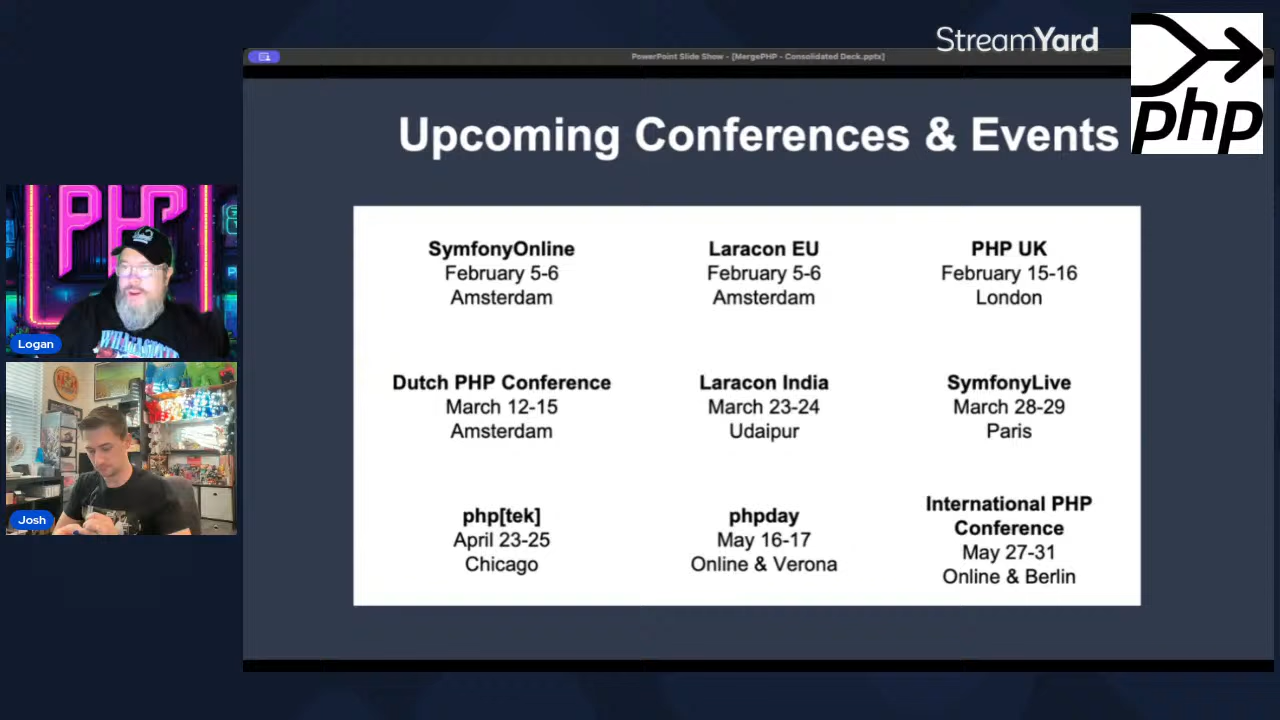 StreamYard
PowerPoint Slide Show - [MergePHP - Consolidated Deck.pptx]
php
Upcoming Conferences & Events
SymfonyOnline
February 5-6
Amsterdam
Laracon EU
February 5-6
Amsterdam
PHP UK
February 15-16
London
Dutch PHP Conference
March 12-15
Amsterdam
Laracon India
March 23-24
Udaipur
SymfonyLive
March 28-29
Paris
php[tek]
April 23-25
Chicago
phpday
May 16-17
Online & Verona
International PHP
Conference
May 27-31
Online & Berlin
PHP
Logan
Josh